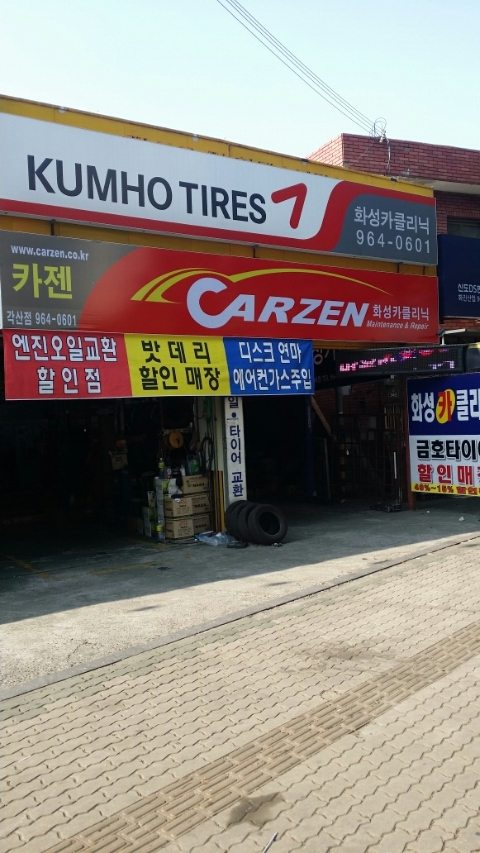 KUMHO TIRES
화성카클리닉
964-0601
www.carzen.co.kr
카젠
각산점 964-0601
CARZEN
화성카클리닉
Maintenance & Repair
엔진오일교환
할인점
밧데리
할인 매장
디스크 연마
에어컨가스주입
일·타이어 교환
화성카클리
금호타이어
할인매